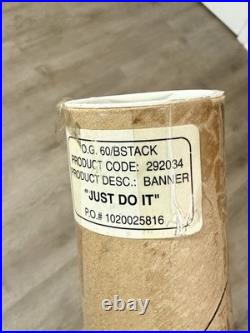 O.G. 60/BSTACK
PRODUCT CODE: 292034
PRODUCT DESC.: BANNER
"JUST DO IT"
P.O.# 1020025816